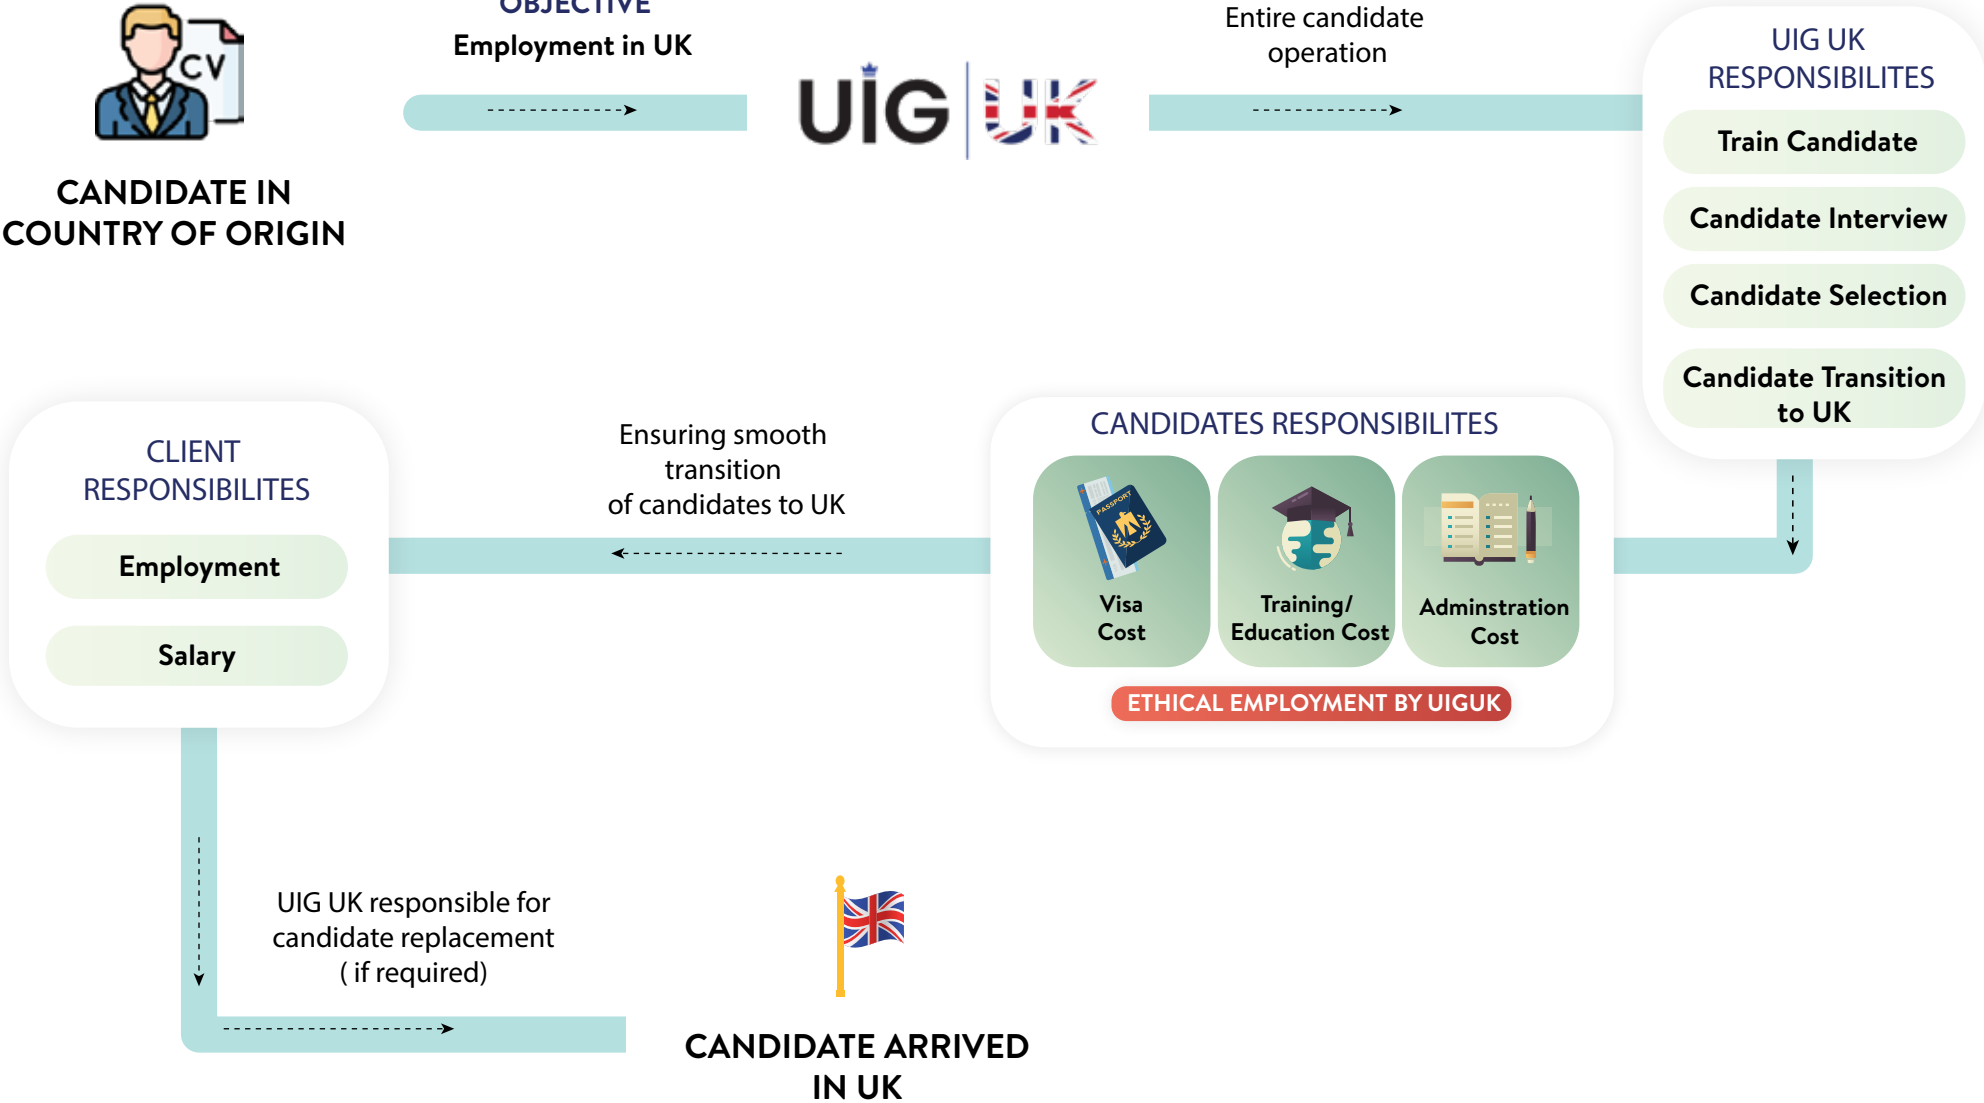 OBJECTIVE
Employment in UK
Entire candidate
operation
CV
UIG UK
CANDIDATE IN
COUNTRY OF ORIGIN
UIG UK
RESPONSIBILITES
Train Candidate
Candidate Interview
Candidate Selection
Candidate Transition
to UK
CANDIDATES RESPONSIBILITES
PASSPORT
Visa
Cost
Training/
Education Cost
Adminstration
Cost
ETHICAL EMPLOYMENT BY UIGUK
Ensuring smooth
transition
of candidates to UK
CLIENT
RESPONSIBILITES
Employment
Salary
UIG UK responsible for
candidate replacement
( if required)
CANDIDATE ARRIVED
IN UK